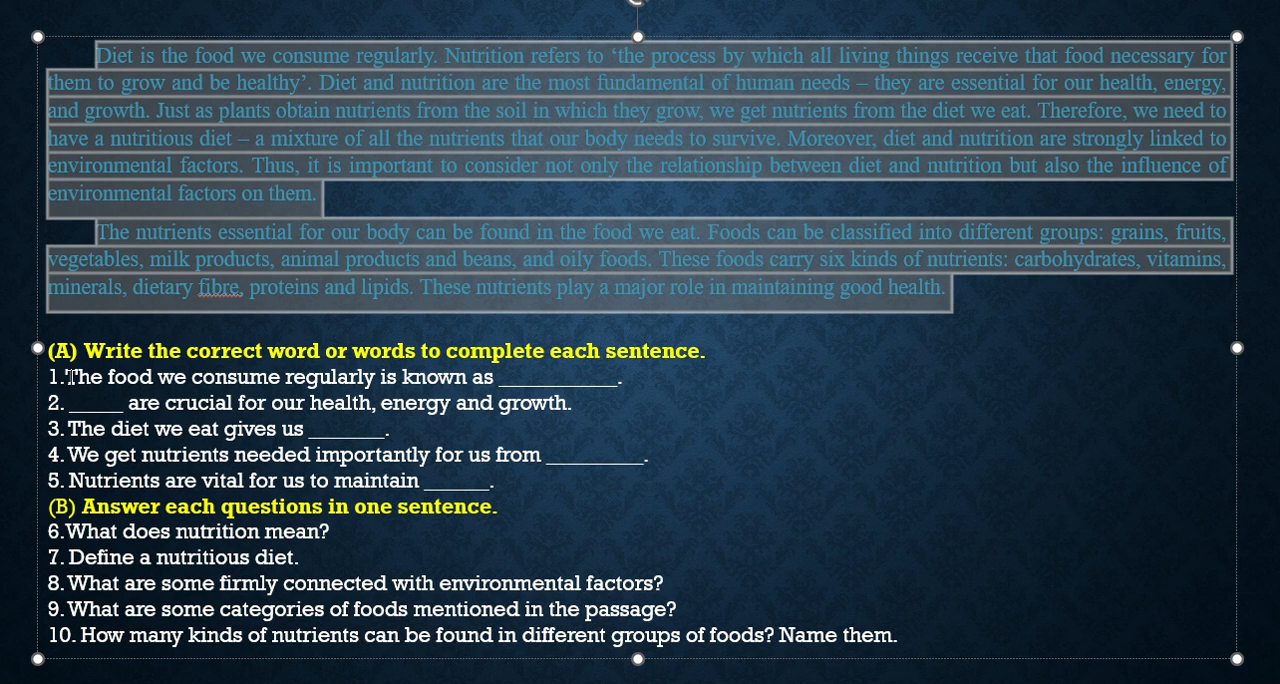 Diet is the food we consume regularly. Nutrition refers to ‘the process by which all living things receive that food necessary for
them to grow and be healthy’. Diet and nutrition are the most fundamental of human needs – they are essential for our health, energy,
and growth. Just as plants obtain nutrients from the soil in which they grow, we get nutrients from the diet we eat. Therefore, we need to
have a nutritious diet – a mixture of all the nutrients that our body needs to survive. Moreover, diet and nutrition are strongly linked to
environmental factors. Thus, it is important to consider not only the relationship between diet and nutrition but also the influence of
environmental factors on them.
The nutrients essential for our body can be found in the food we eat. Foods can be classified into different groups: grains, fruits,
vegetables, milk products, animal products and beans, and oily foods. These foods carry six kinds of nutrients: carbohydrates, vitamins,
minerals, dietary fibre, proteins and lipids. These nutrients play a major role in maintaining good health.
(A) Write the correct word or words to complete each sentence.
1. The food we consume regularly is known as ___________.
2. _____ are crucial for our health, energy and growth.
3. The diet we eat gives us _______.
4. We get nutrients needed importantly for us from _________.
5. Nutrients are vital for us to maintain ______.
(B) Answer each questions in one sentence.
6.What does nutrition mean?
7. Define a nutritious diet.
8. What are some firmly connected with environmental factors?
9. What are some categories of foods mentioned in the passage?
10. How many kinds of nutrients can be found in different groups of foods? Name them.